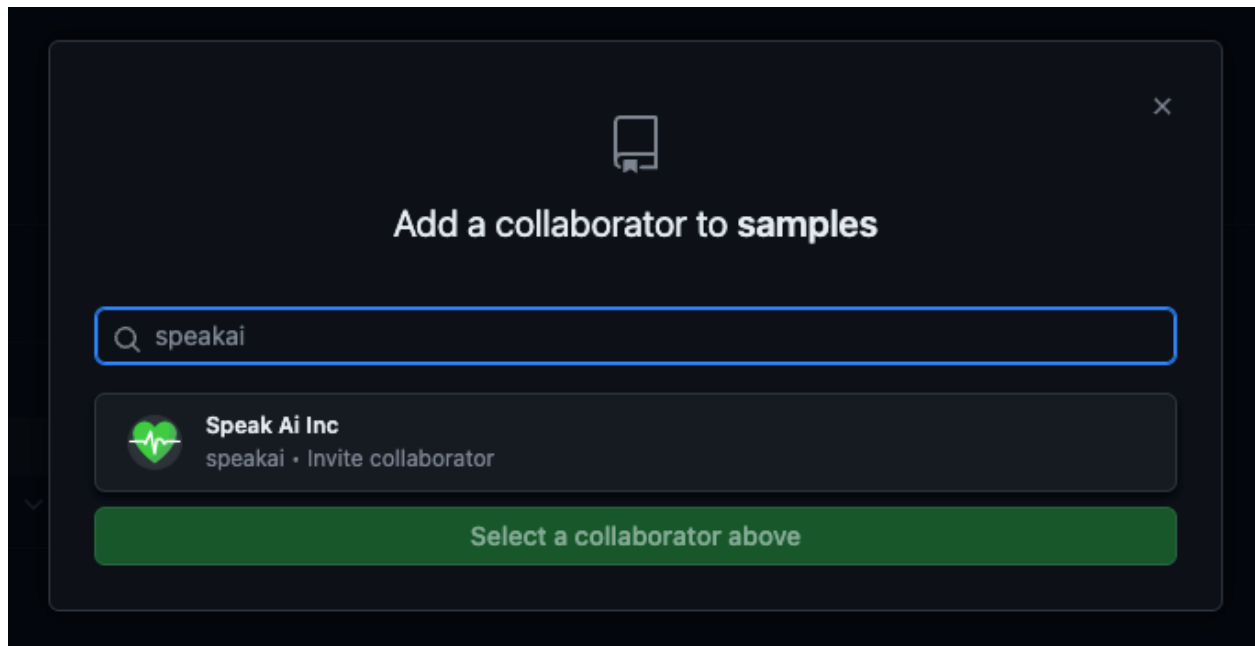 Add a collaborator to samples
speakai
Speak Ai Inc
speakai • Invite collaborator
Select a collaborator above